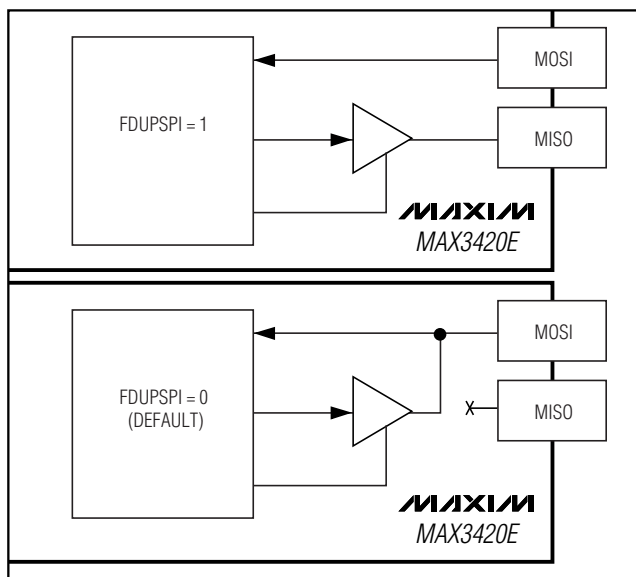 MOSI
FDUPSPI = 1
MISO
MAXIM
MAX3420E
MOSI
FDUPSPI = 0
(DEFAULT)
MISO
MAXIM
MAX3420E